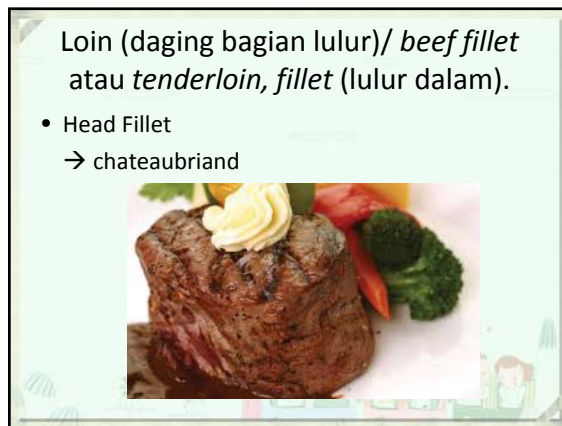 Loin (daging bagian lulur)/ beef fillet
atau tenderloin, fillet (lulur dalam).
• Head Fillet
→ chateaubriand